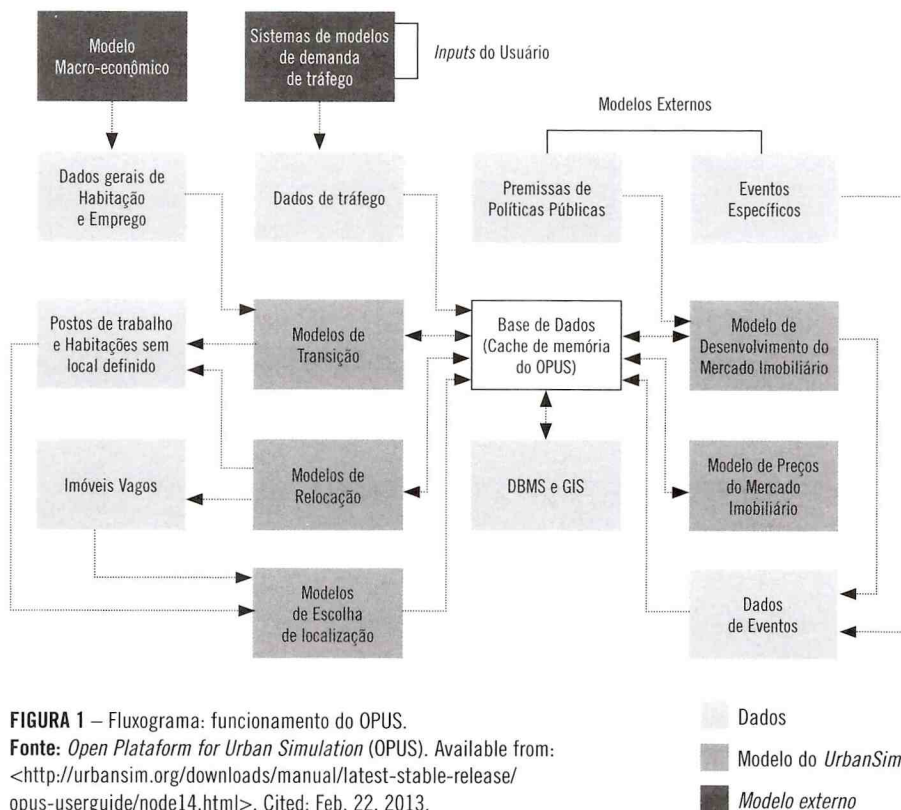 Modelo
Macro-econômico
Sistemas de modelos
de demanda
de tráfego
Inputs do Usuário
Modelos Externos
Dados gerais de
Habitação
e Emprego
Dados de tráfego
Premissas de
Políticas Públicas
Eventos
Específicos
Postos de trabalho
e Habitações sem
local definido
Modelos de
Transição
Base de Dados
(Cache de memória
do OPUS)
Modelo de
Desenvolvimento do
Mercado Imobiliário
Imóveis Vagos
Modelos de
Relocação
DBMS e GIS
Modelo de Preços
do Mercado
Imobiliário
Modelos
de Escolha
de localização
Dados
de Eventos
FIGURA 1 – Fluxograma: funcionamento do OPUS.
Fonte: Open Plataform for Urban Simulation (OPUS). Available from:
<http://urbansim.org/downloads/manual/latest-stable-release/
opus-userguide/node14.html>. Cited: Feb. 22, 2013.
Dados
Modelo do UrbanSim
Modelo externo